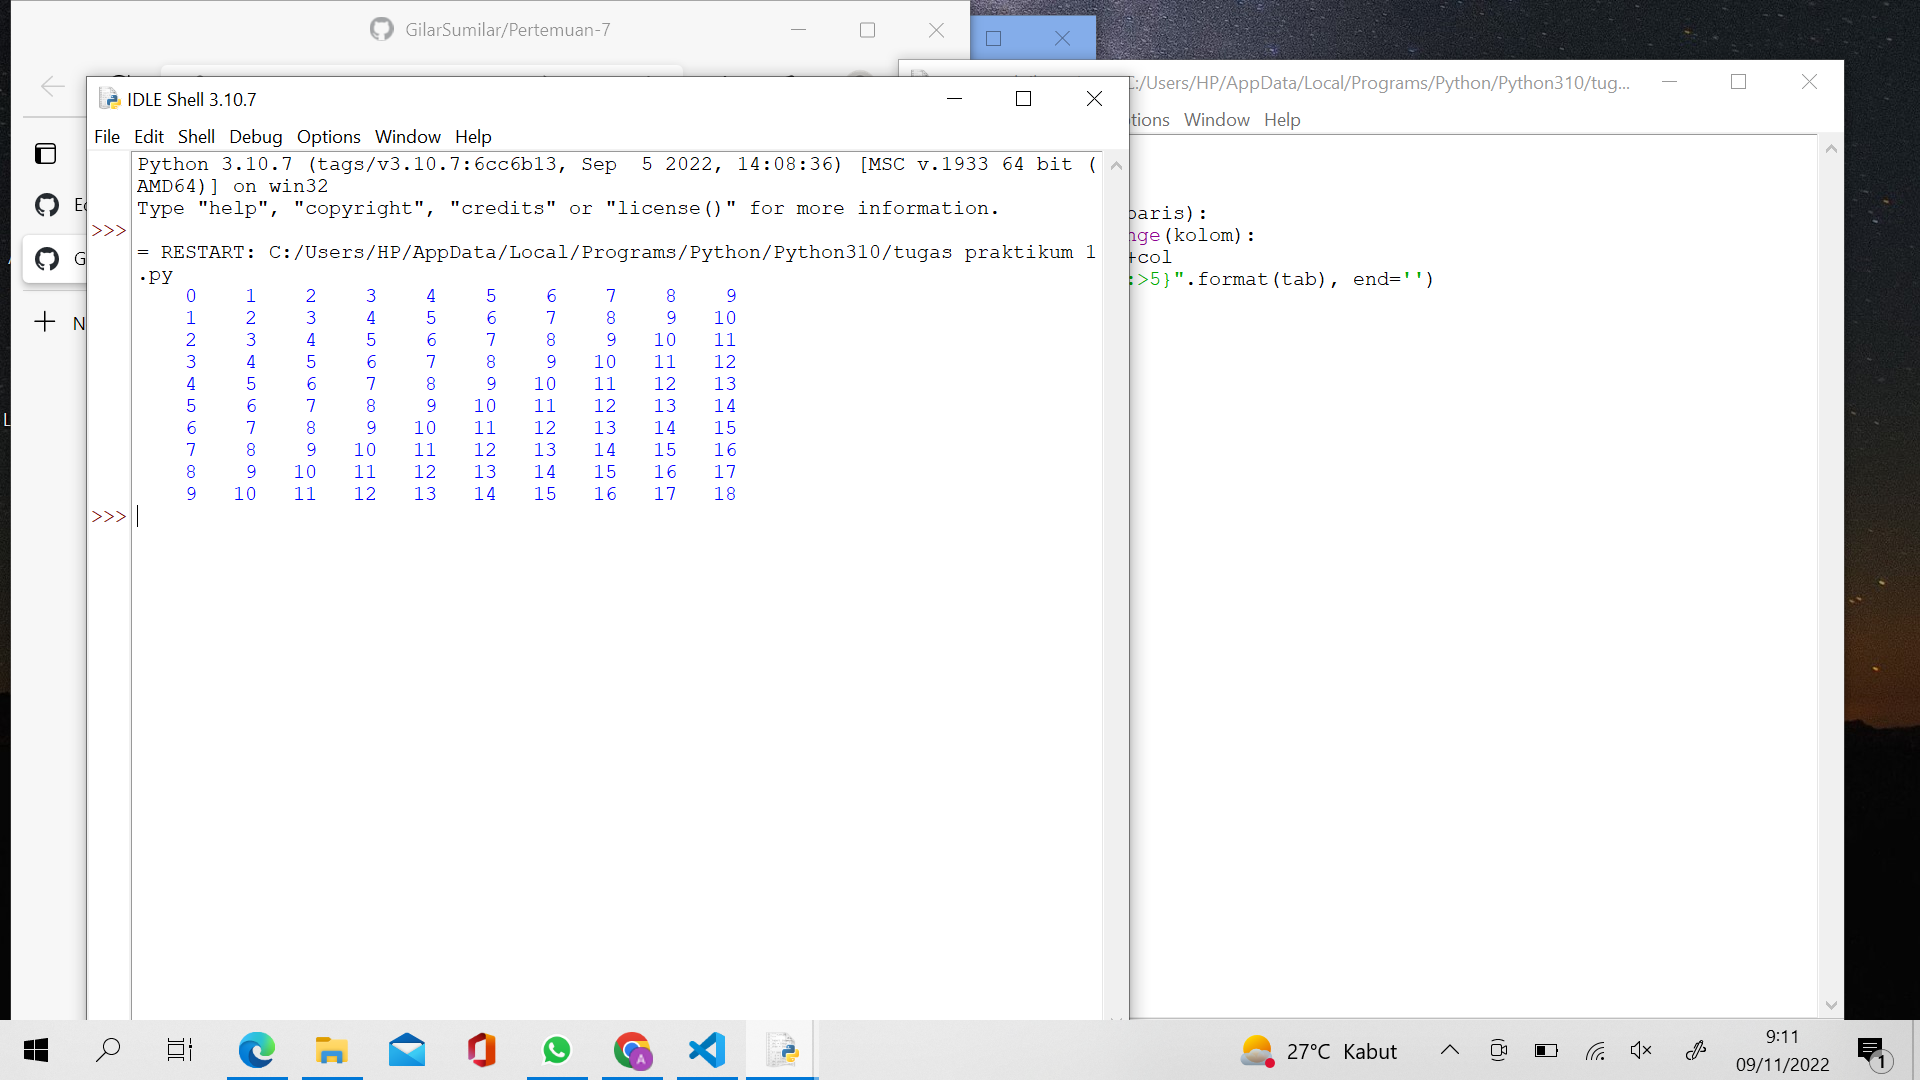 GilarSumilar/Pertemuan-7
IDLE Shell 3.10.7
File Edit Shell Debug Options Window Help
Python 3.10.7 (tags/v3.10.7:6cc6b13, Sep  5 2022, 14:08:36) [MSC v.1933 64 bit (
AMD64)] on win32
Type "help", "copyright", "credits" or "license()" for more information.
>>>
= RESTART: C:/Users/HP/AppData/Local/Programs/Python/Python310/tugas praktikum 1
.py
0 1 2 3 4 5 6 7 8 9
1 2 3 4 5 6 7 8 9 10
2 3 4 5 6 7 8 9 10 11
3 4 5 6 7 8 9 10 11 12
4 5 6 7 8 9 10 11 12 13
5 6 7 8 9 10 11 12 13 14
6 7 8 9 10 11 12 13 14 15
7 8 9 10 11 12 13 14 15 16
8 9 10 11 12 13 14 15 16 17
9 10 11 12 13 14 15 16 17 18
>>>
C:/Users/HP/AppData/Local/Programs/Python/Python310/tug...
tions Window Help
baris):
nge(kolom):
+col
:>5}".format(tab), end='')
27°C Kabut
9:11
09/11/2022
1